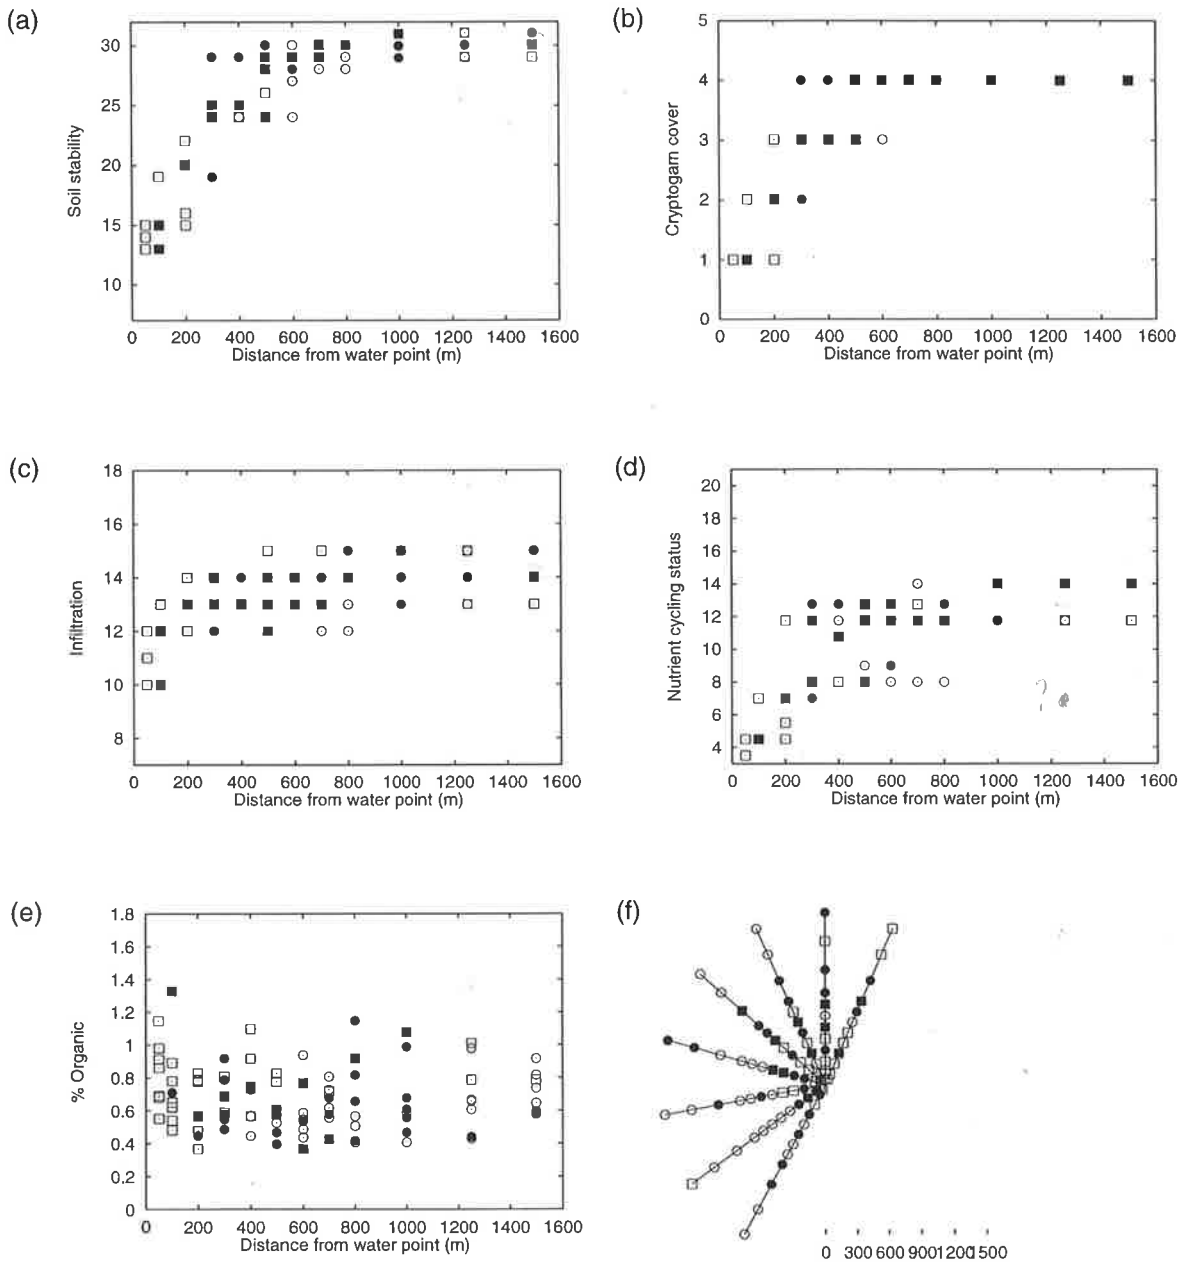 (a)
Soil stability
30
25
20
15
10
0 200 400 600 800 1000 1200 1400 1600
Distance from water point (m)
(b)
Cryptogam cover
5
4
3
2
1
0
0 200 400 600 800 1000 1200 1400 1600
Distance from water point (m)
(c)
Infiltration
18
16
14
12
10
8
0 200 400 600 800 1000 1200 1400 1600
Distance from water point (m)
(d)
Nutrient cycling status
20
18
16
14
12
10
8
6
4
0 200 400 600 800 1000 1200 1400 1600
Distance from water point (m)
(e)
% Organic
1.8
1.6
1.4
1.2
1
0.8
0.6
0.4
0.2
0
0 200 400 600 800 1000 1200 1400 1600
Distance from water point (m)
(f)
0 300 600 900 1200 1500